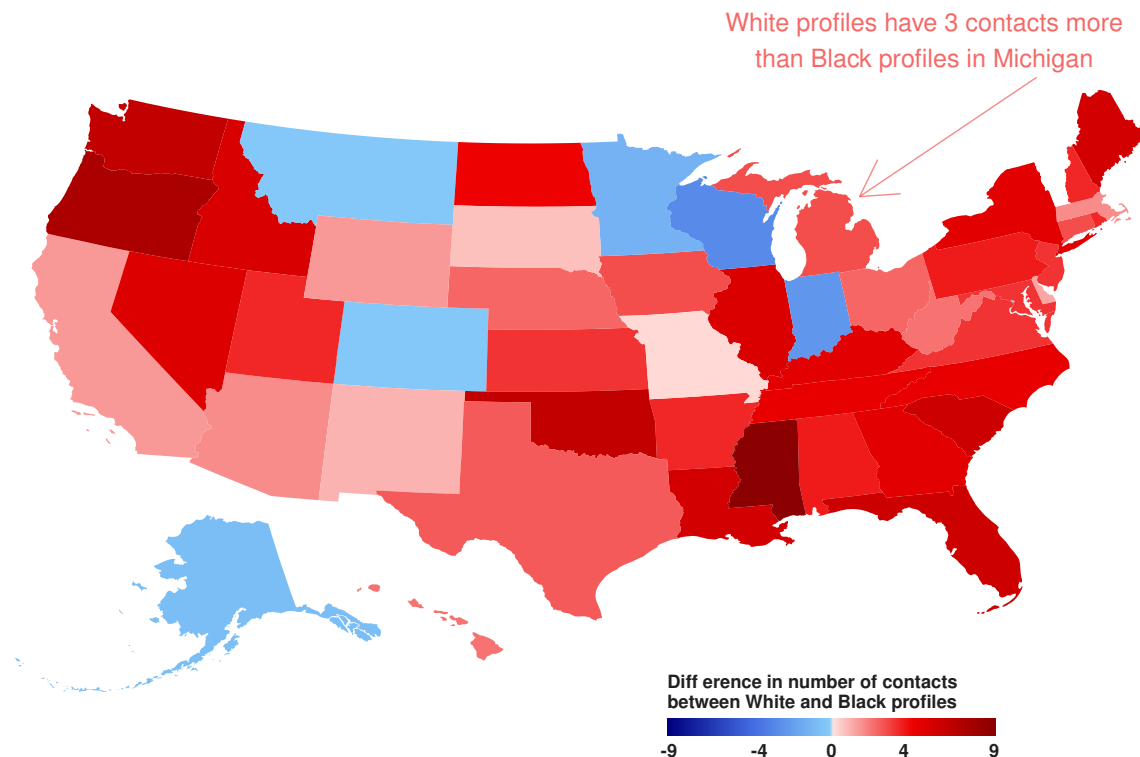 White profiles have 3 contacts more
than Black profiles in Michigan
Diff erence in number of contacts
between White and Black profiles
-9 -4 0 4 9